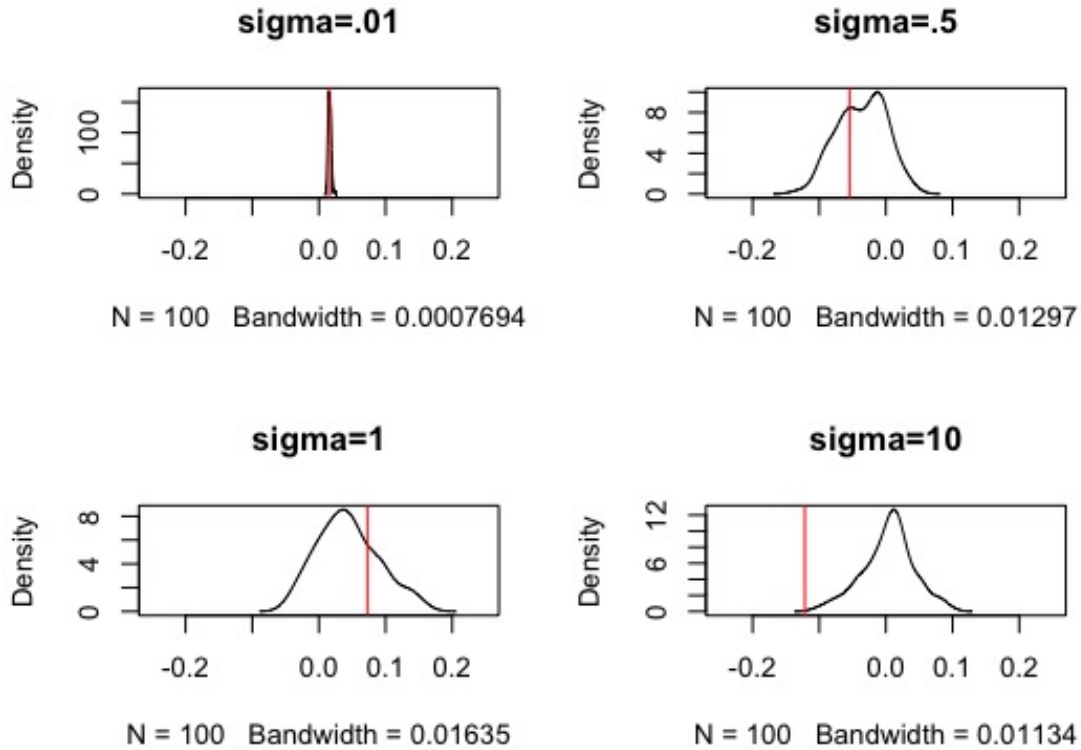 sigma=.01
Density
0 100
-0.2 0.0 0.1 0.2
N = 100 Bandwidth = 0.0007694
sigma=.5
Density
0 4 8
-0.2 0.0 0.1 0.2
N = 100 Bandwidth = 0.01297
sigma=1
Density
0 4 8
-0.2 0.0 0.1 0.2
N = 100 Bandwidth = 0.01635
sigma=10
Density
0 6 12
-0.2 0.0 0.1 0.2
N = 100 Bandwidth = 0.01134